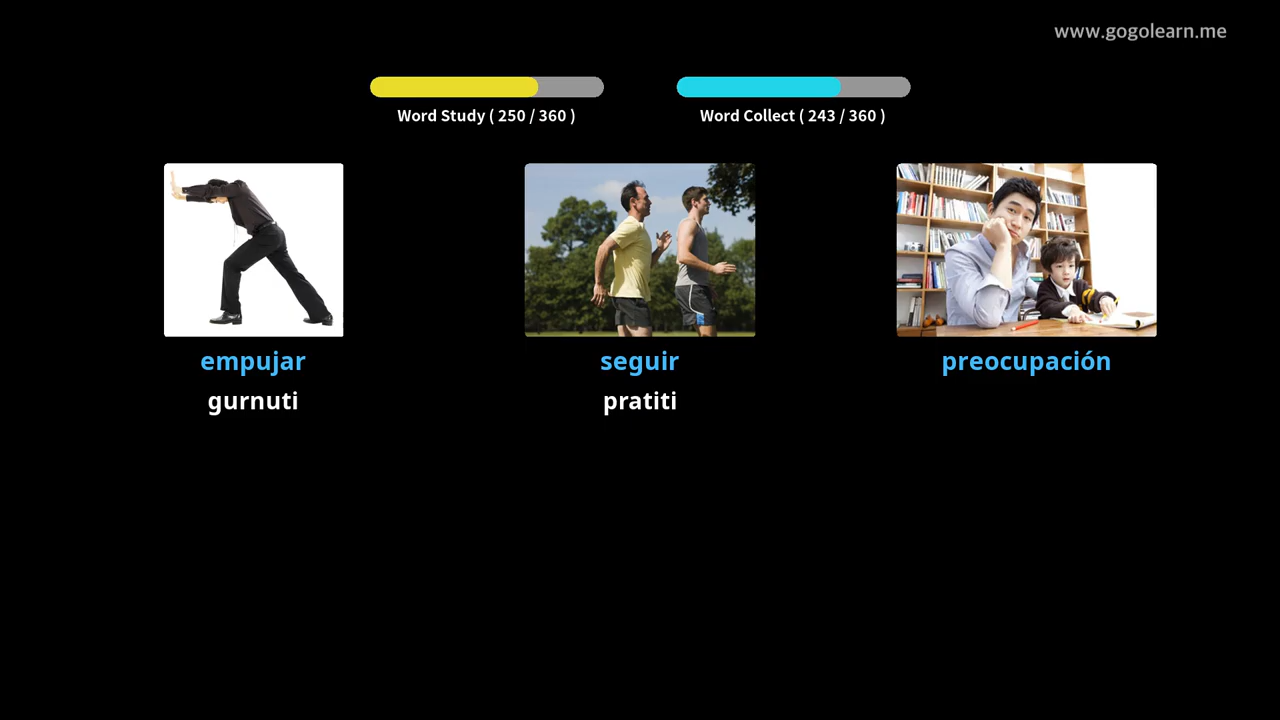 www.gogolearn.me
Word Study ( 250 / 360 )
Word Collect ( 243 / 360 )
empujar
seguir
preocupación
gurnuti
pratiti